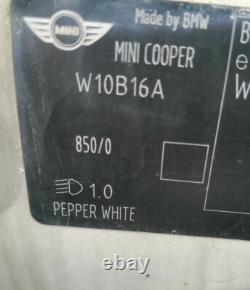 MINI
Made by BMW
B
MINI COOPER
e
W10B16A
W
850/0
1.0
PEPPER WHITE
ebay